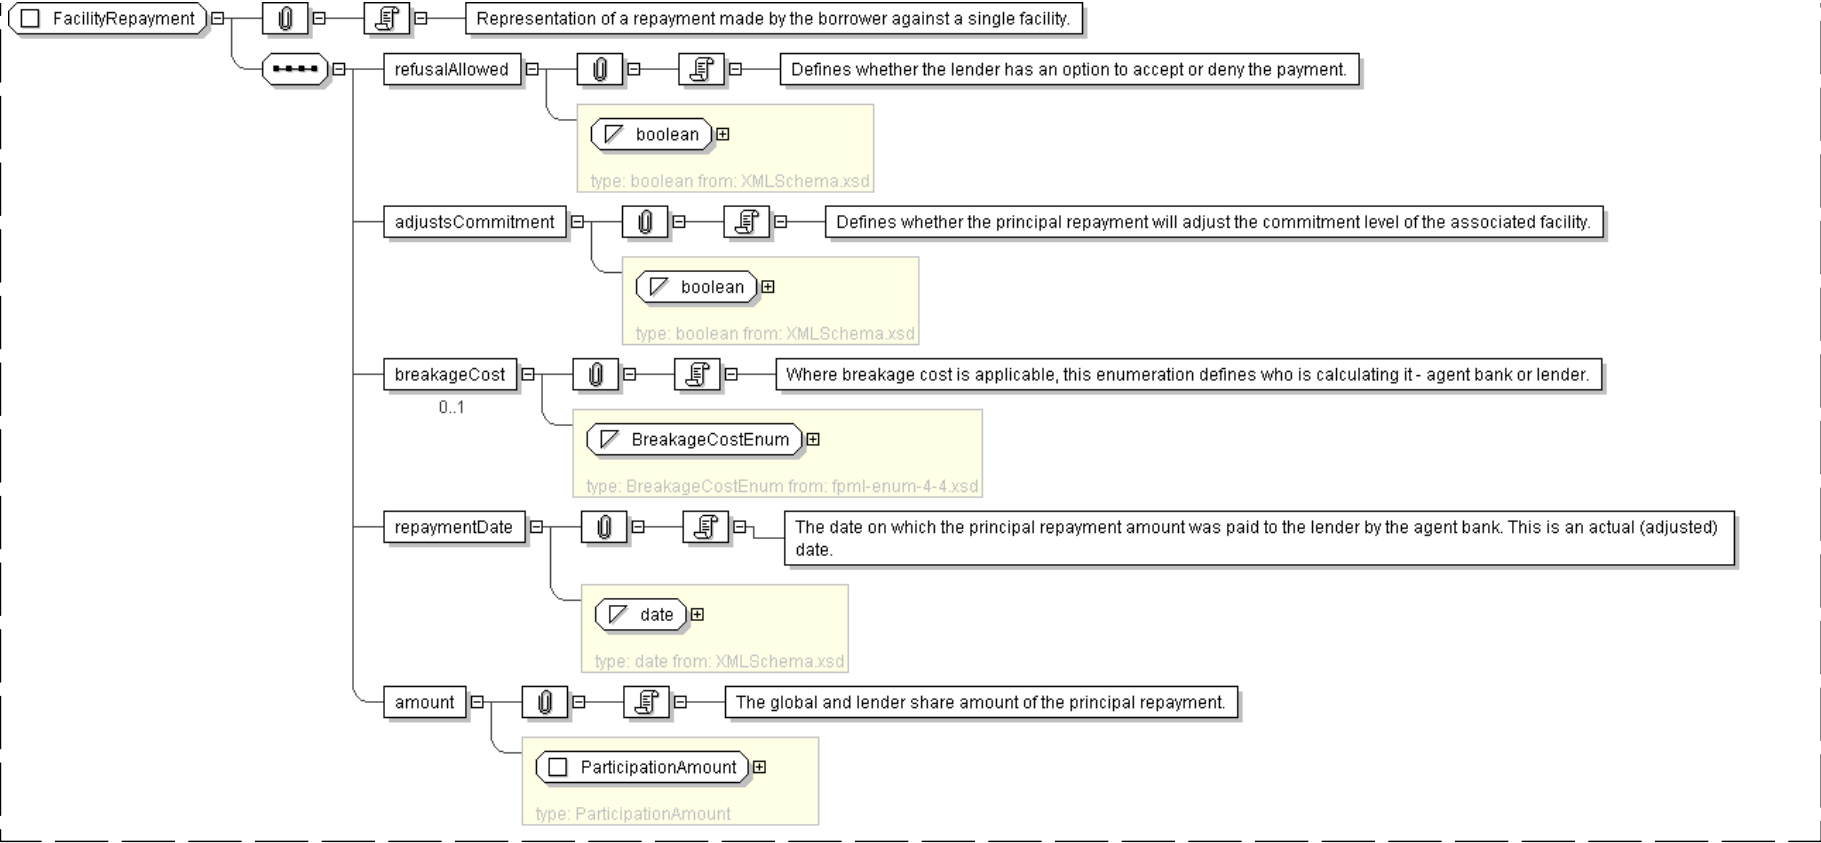 FacilityRepayment
Representation of a repayment made by the borrower against a single facility.
refusalAllowed
Defines whether the lender has an option to accept or deny the payment.
boolean
type: boolean from: XMLSchema.xsd
adjustsCommitment
Defines whether the principal repayment will adjust the commitment level of the associated facility.
boolean
type: boolean from: XMLSchema.xsd
breakageCost
Where breakage cost is applicable, this enumeration defines who is calculating it - agent bank or lender.
0..1
BreakageCostEnum
type: BreakageCostEnum from: fpml-enum-4-4.xsd
repaymentDate
The date on which the principal repayment amount was paid to the lender by the agent bank. This is an actual (adjusted)
date.
date
type: date from: XMLSchema.xsd
amount
The global and lender share amount of the principal repayment.
ParticipationAmount
type: ParticipationAmount